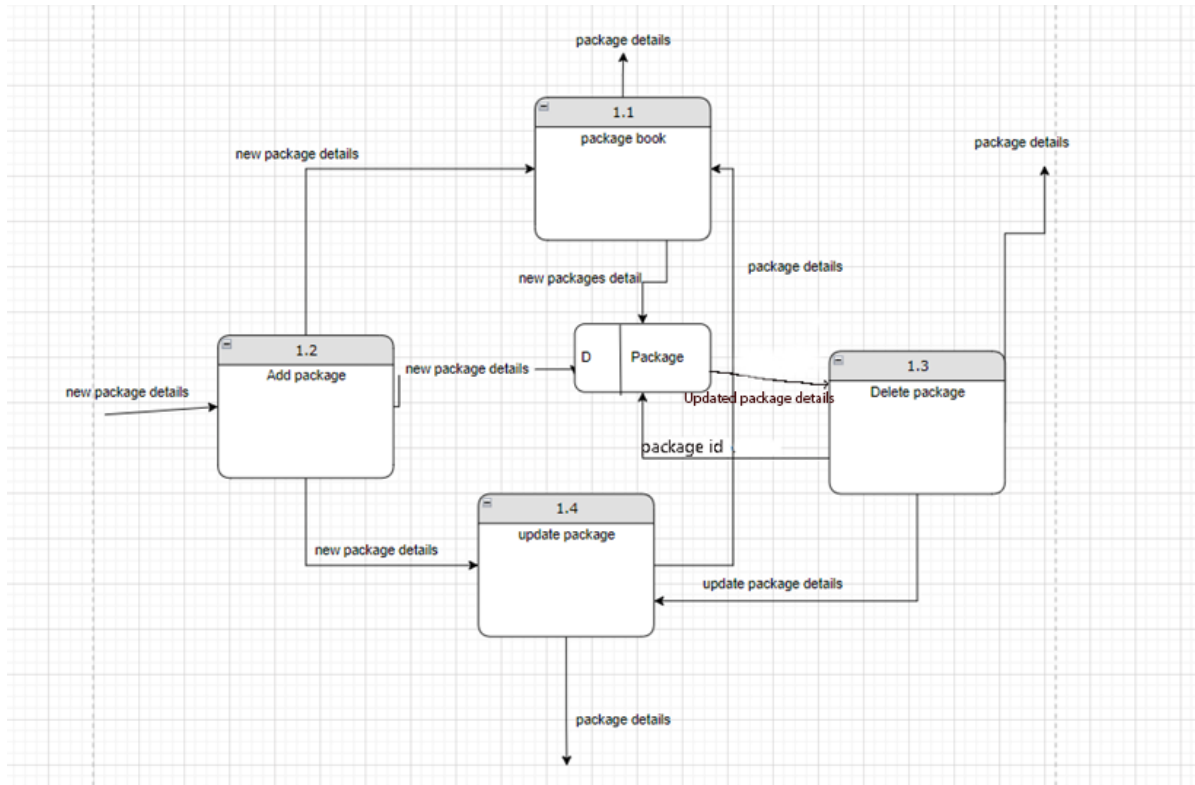 package details
1.1
package book
package details
new package details
package details
new packages detail
1.2
Add package
D
Package
1.3
Delete package
new package details
new package details
Updated package details
package id
1.4
update package
new package details
update package details
package details